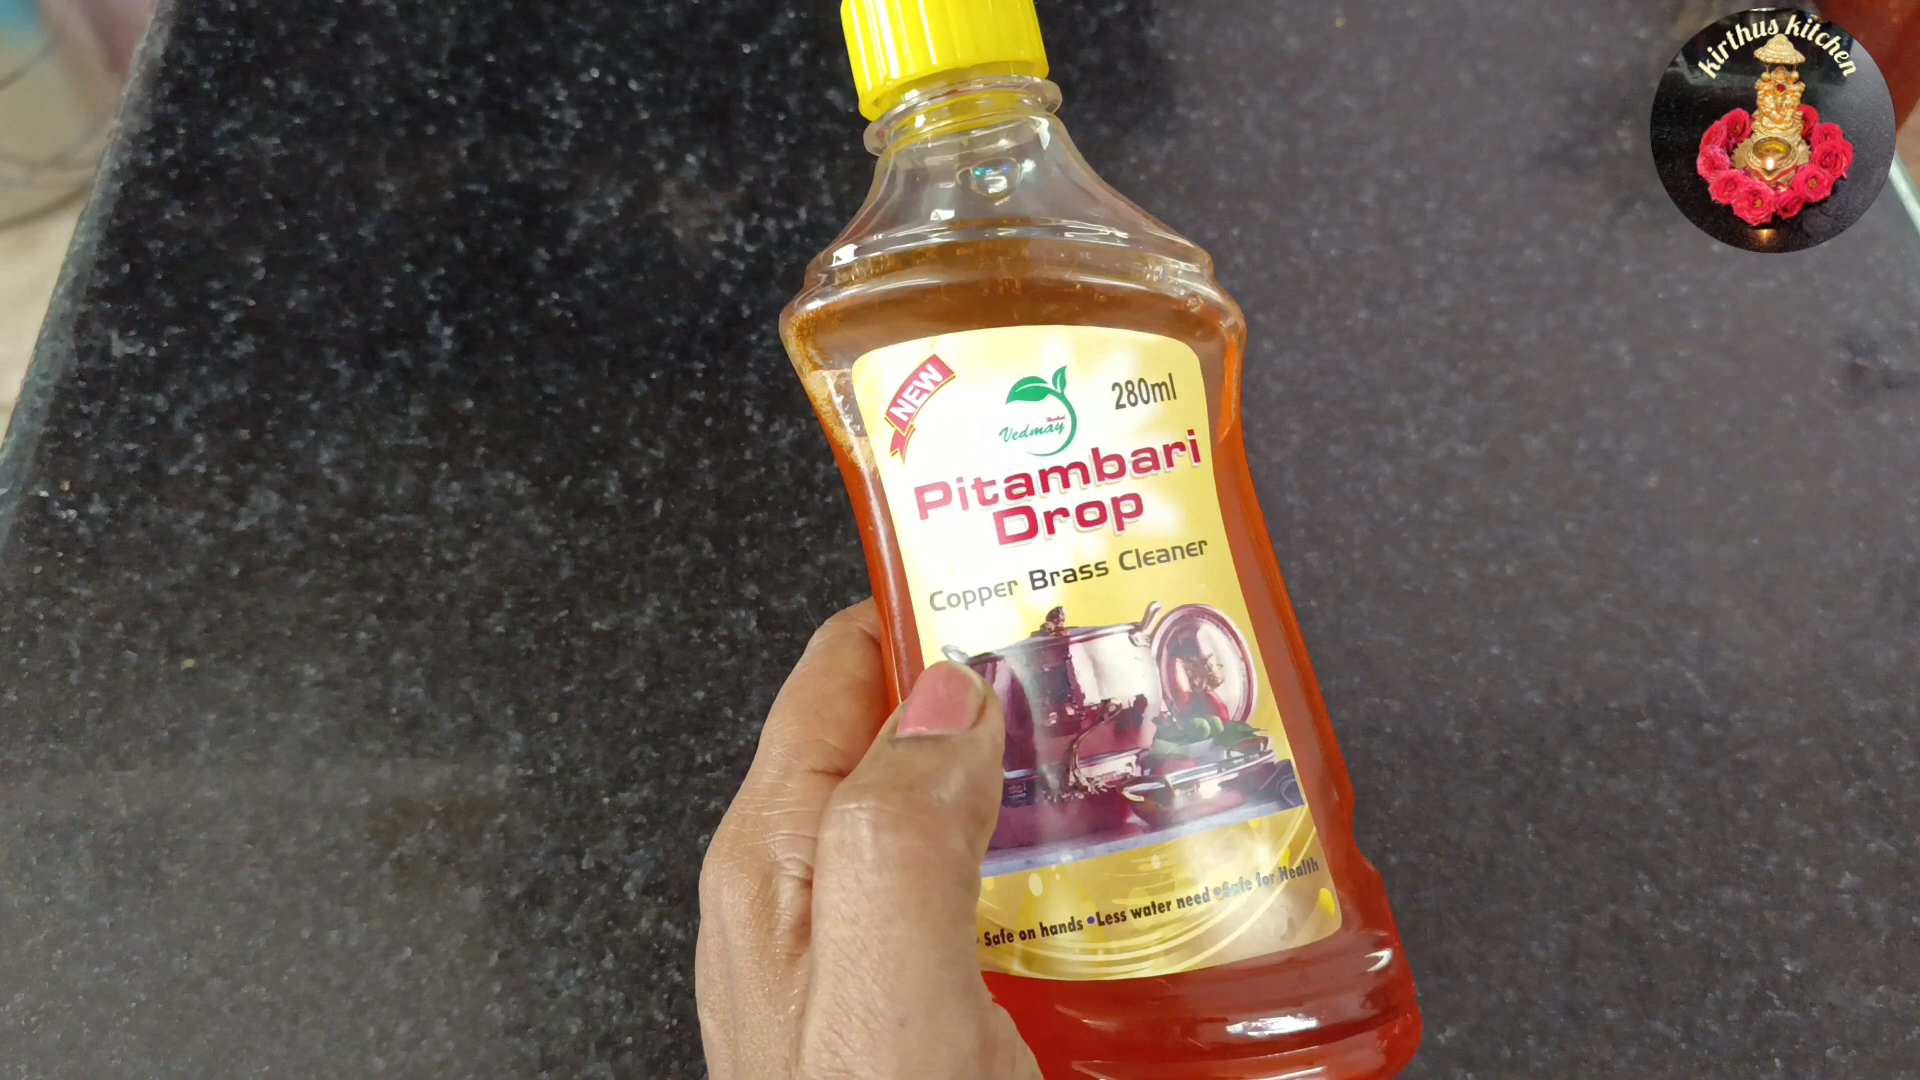 kirthus kitchen
NEW
280ml
Herbal
Vedmay
Pitambari
Drop
Copper Brass Cleaner
Safe on hands •Less water need •Safe for Health